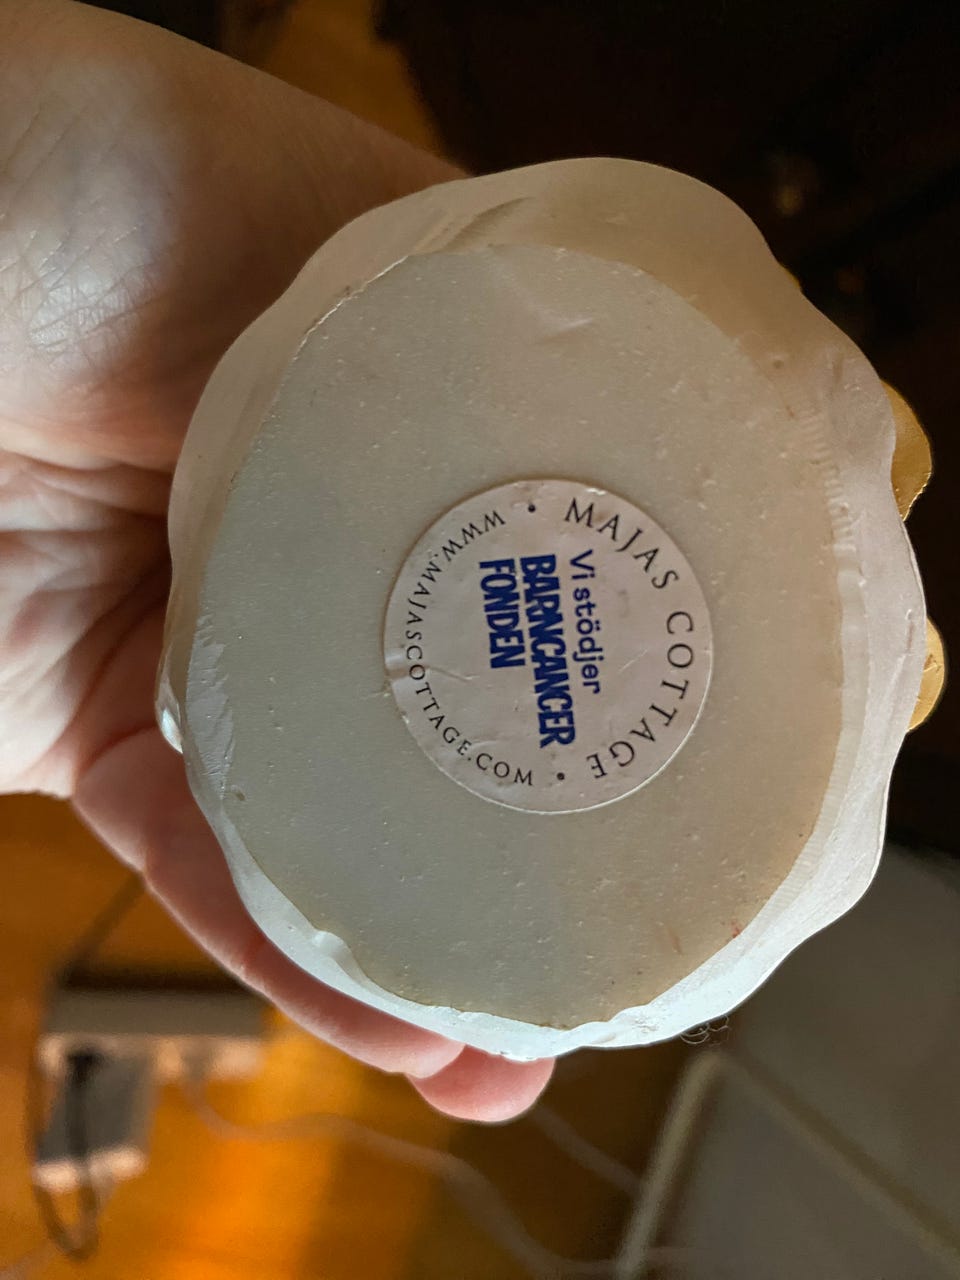 MAJAS COTTAGE
Vi stödjer
BARNCANCER
FONDEN
• WWW.MAJASCOTTAGE.COM •